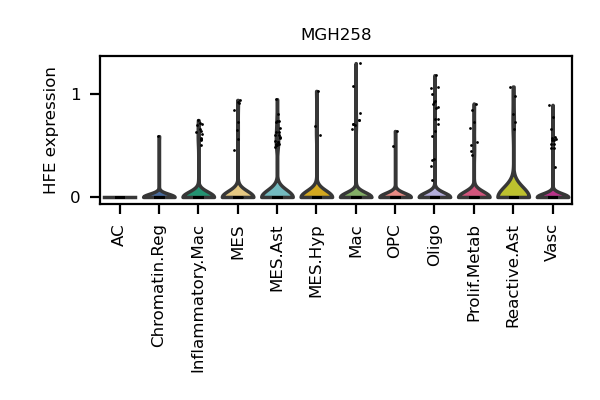 MGH258
HFE expression
1
0
AC
Chromatin.Reg
Inflammatory.Mac
MES
MES.Ast
MES.Hyp
Mac
OPC
Oligo
Prolif.Metab
Reactive.Ast
Vasc